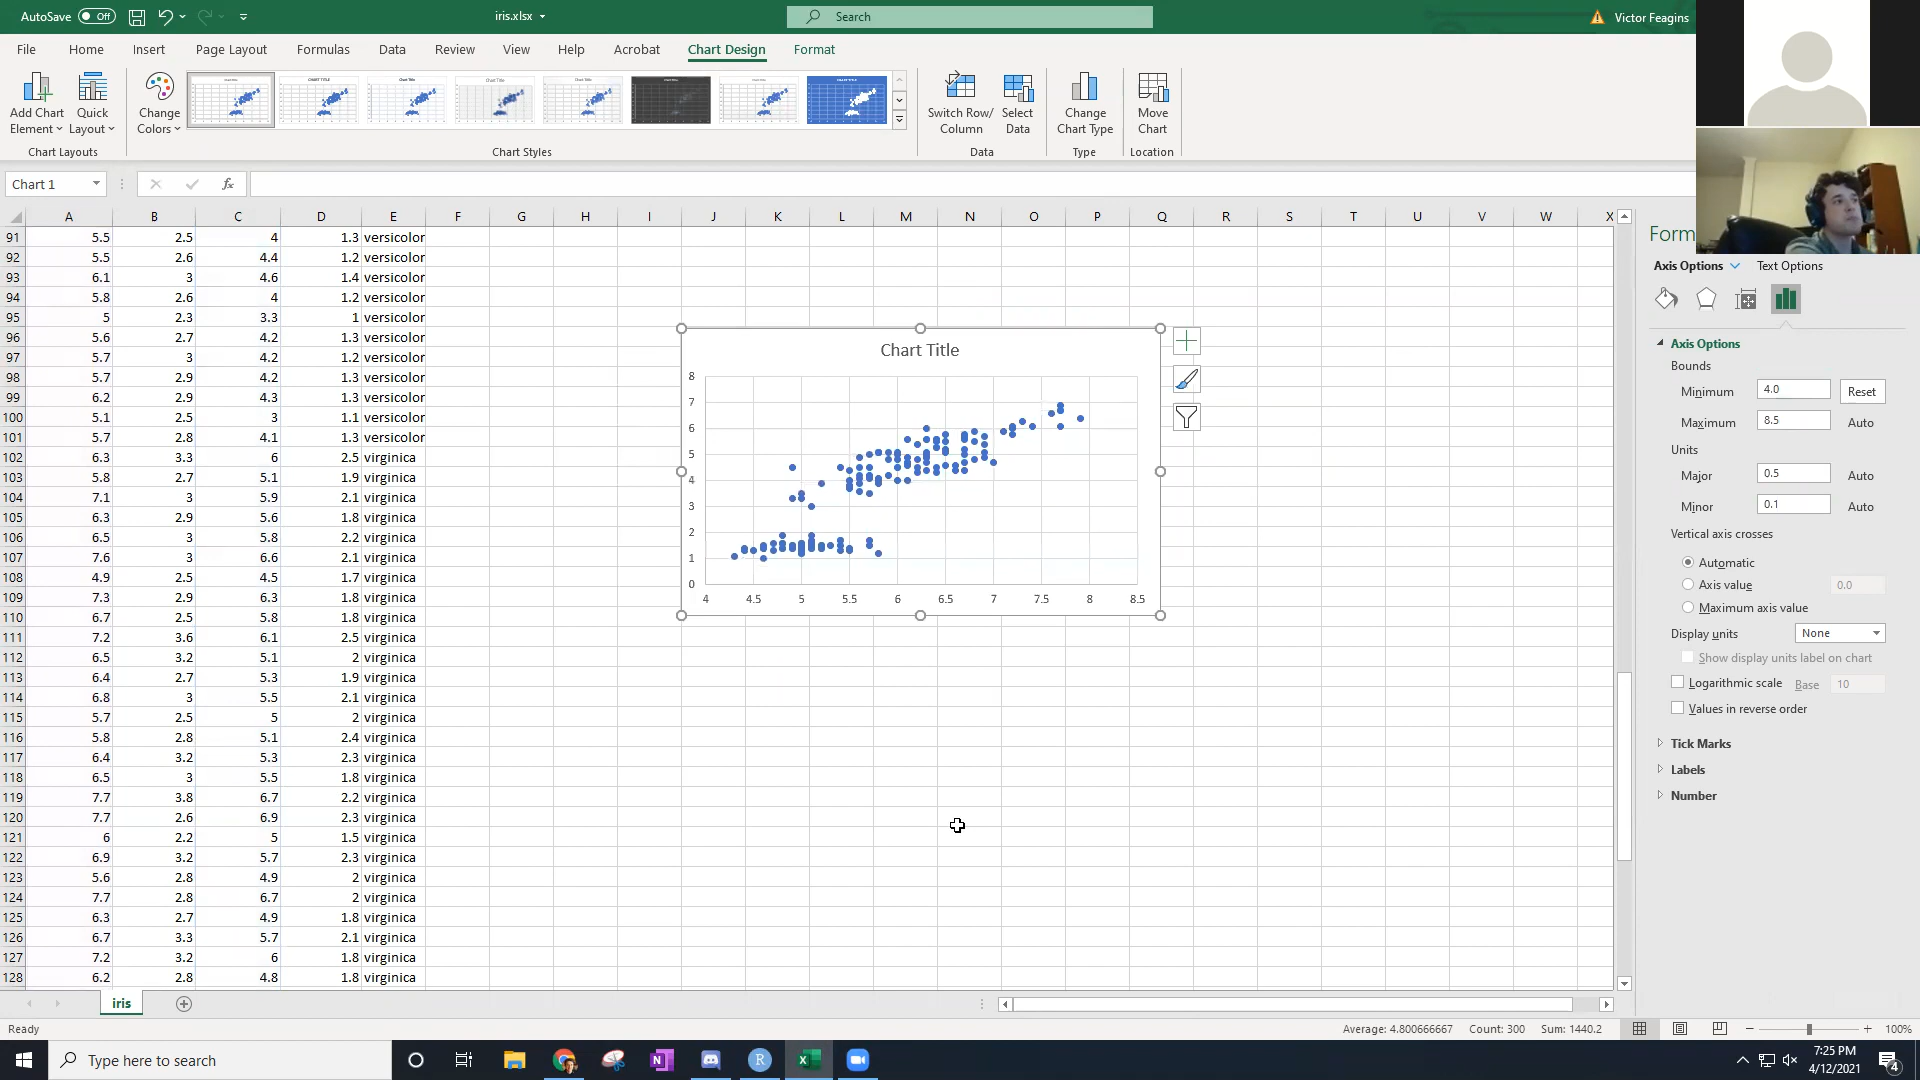 AutoSave Off iris.xlsx Search Victor Feagins
File Home Insert Page Layout Formulas Data Review View Help Acrobat Chart Design Format
Add Chart Element Quick Layout Change Colors Switch Row/ Column Select Data Change Chart Type Move Chart
Chart Layouts Chart Styles Data Type Location
Chart 1 fx
A B C D E F G H I J K L M N O P Q R S T U V W X
91 5.5 2.5 4 1.3 versicolor
92 5.5 2.6 4.4 1.2 versicolor
93 6.1 3 4.6 1.4 versicolor
94 5.8 2.6 4 1.2 versicolor
95 5 2.3 3.3 1 versicolor
96 5.6 2.7 4.2 1.3 versicolor
97 5.7 3 4.2 1.2 versicolor
98 5.7 2.9 4.2 1.3 versicolor
99 6.2 2.9 4.3 1.3 versicolor
100 5.1 2.5 3 1.1 versicolor
101 5.7 2.8 4.1 1.3 versicolor
102 6.3 3.3 6 2.5 virginica
103 5.8 2.7 5.1 1.9 virginica
104 7.1 3 5.9 2.1 virginica
105 6.3 2.9 5.6 1.8 virginica
106 6.5 3 5.8 2.2 virginica
107 7.6 3 6.6 2.1 virginica
108 4.9 2.5 4.5 1.7 virginica
109 7.3 2.9 6.3 1.8 virginica
110 6.7 2.5 5.8 1.8 virginica
111 7.2 3.6 6.1 2.5 virginica
112 6.5 3.2 5.1 2 virginica
113 6.4 2.7 5.3 1.9 virginica
114 6.8 3 5.5 2.1 virginica
115 5.7 2.5 5 2 virginica
116 5.8 2.8 5.1 2.4 virginica
117 6.4 3.2 5.3 2.3 virginica
118 6.5 3 5.5 1.8 virginica
119 7.7 3.8 6.7 2.2 virginica
120 7.7 2.6 6.9 2.3 virginica
121 6 2.2 5 1.5 virginica
122 6.9 3.2 5.7 2.3 virginica
123 5.6 2.8 4.9 2 virginica
124 7.7 2.8 6.7 2 virginica
125 6.3 2.7 4.9 1.8 virginica
126 6.7 3.3 5.7 2.1 virginica
127 7.2 3.2 6 1.8 virginica
128 6.2 2.8 4.8 1.8 virginica
Chart Title
8
7
6
5
4
3
2
1
0
4 4.5 5 5.5 6 6.5 7 7.5 8 8.5
Form
Axis Options Text Options
Axis Options
Bounds
Minimum 4.0 Reset
Maximum 8.5 Auto
Units
Major 0.5 Auto
Minor 0.1 Auto
Vertical axis crosses
Automatic
Axis value 0.0
Maximum axis value
Display units None
Show display units label on chart
Logarithmic scale Base 10
Values in reverse order
Tick Marks
Labels
Number
iris
Ready Average: 4.800666667 Count: 300 Sum: 1440.2 100%
Type here to search N R 7:25 PM
4/12/2021 4